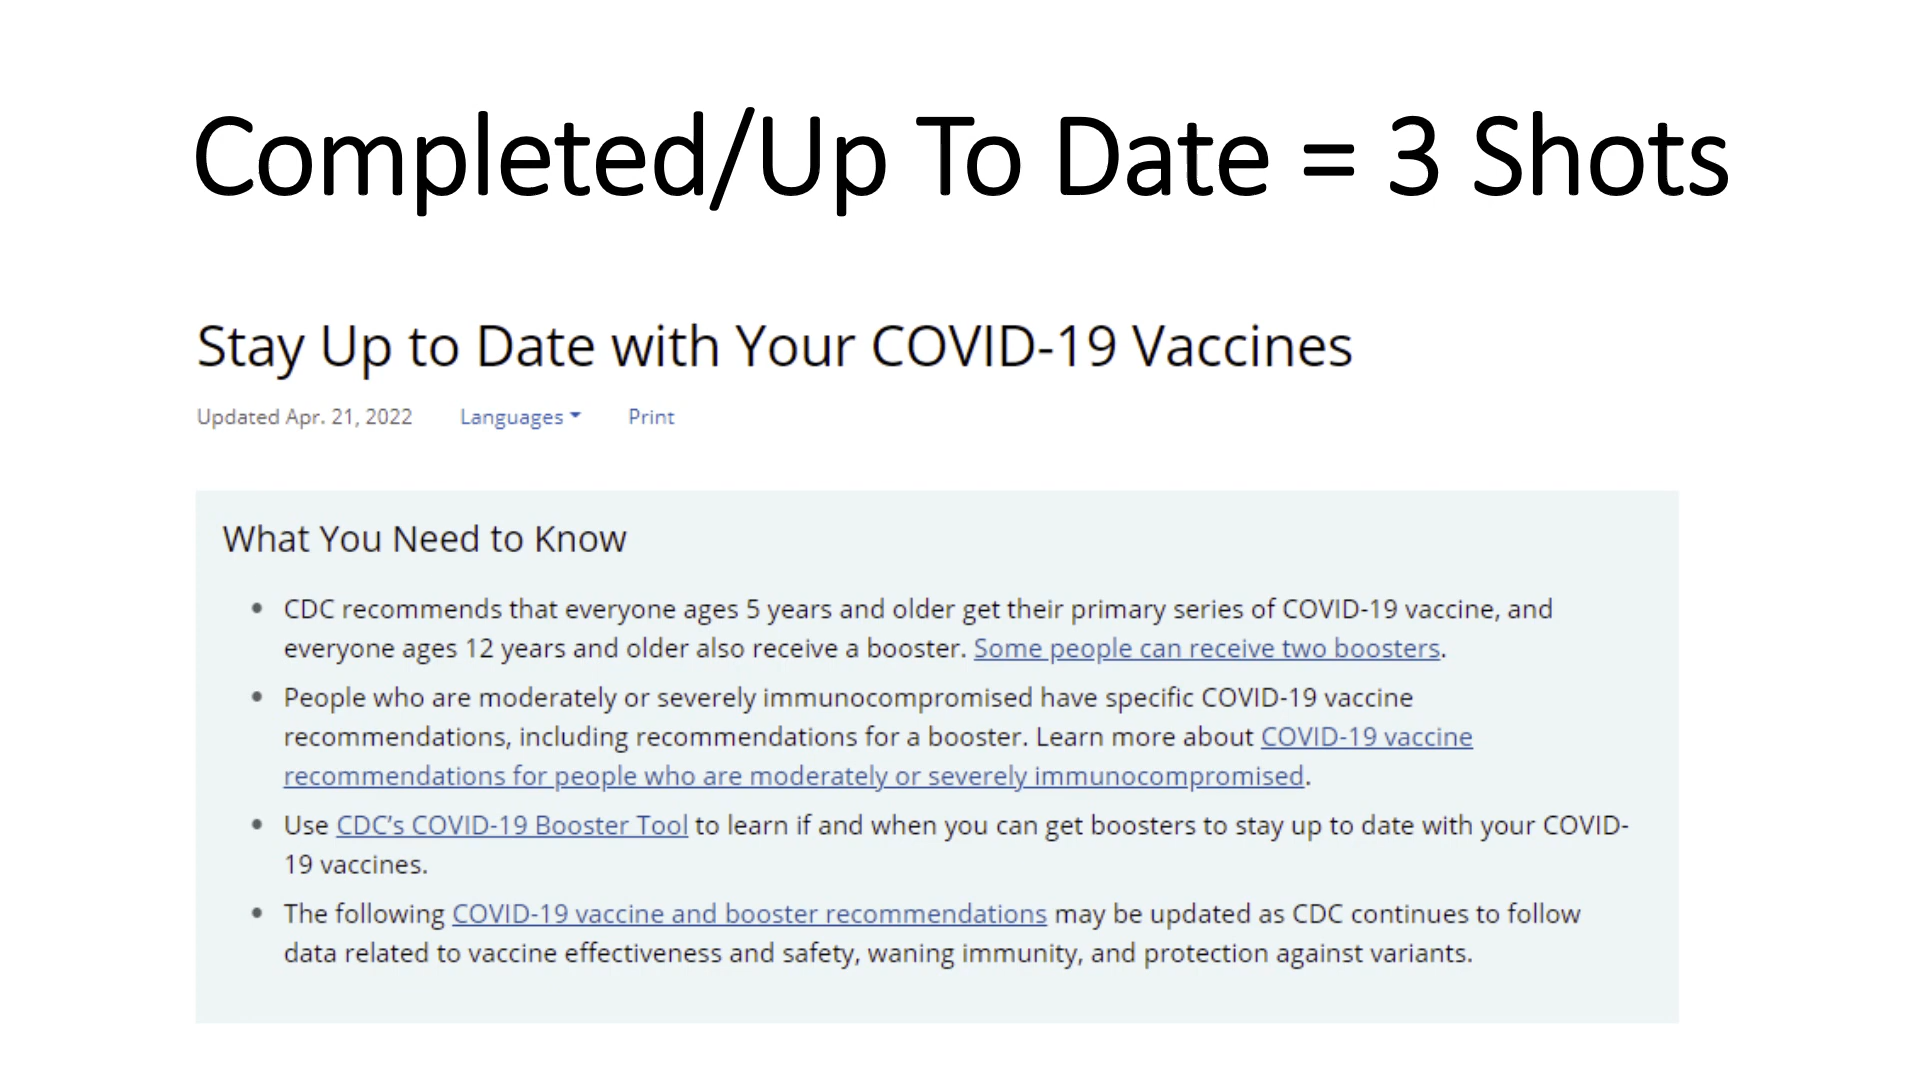 Completed/Up To Date = 3 Shots
Stay Up to Date with Your COVID-19 Vaccines
Updated Apr. 21, 2022 Languages Print
What You Need to Know
• CDC recommends that everyone ages 5 years and older get their primary series of COVID-19 vaccine, and
everyone ages 12 years and older also receive a booster. Some people can receive two boosters.
• People who are moderately or severely immunocompromised have specific COVID-19 vaccine
recommendations, including recommendations for a booster. Learn more about COVID-19 vaccine
recommendations for people who are moderately or severely immunocompromised.
• Use CDC’s COVID-19 Booster Tool to learn if and when you can get boosters to stay up to date with your COVID-
19 vaccines.
• The following COVID-19 vaccine and booster recommendations may be updated as CDC continues to follow
data related to vaccine effectiveness and safety, waning immunity, and protection against variants.